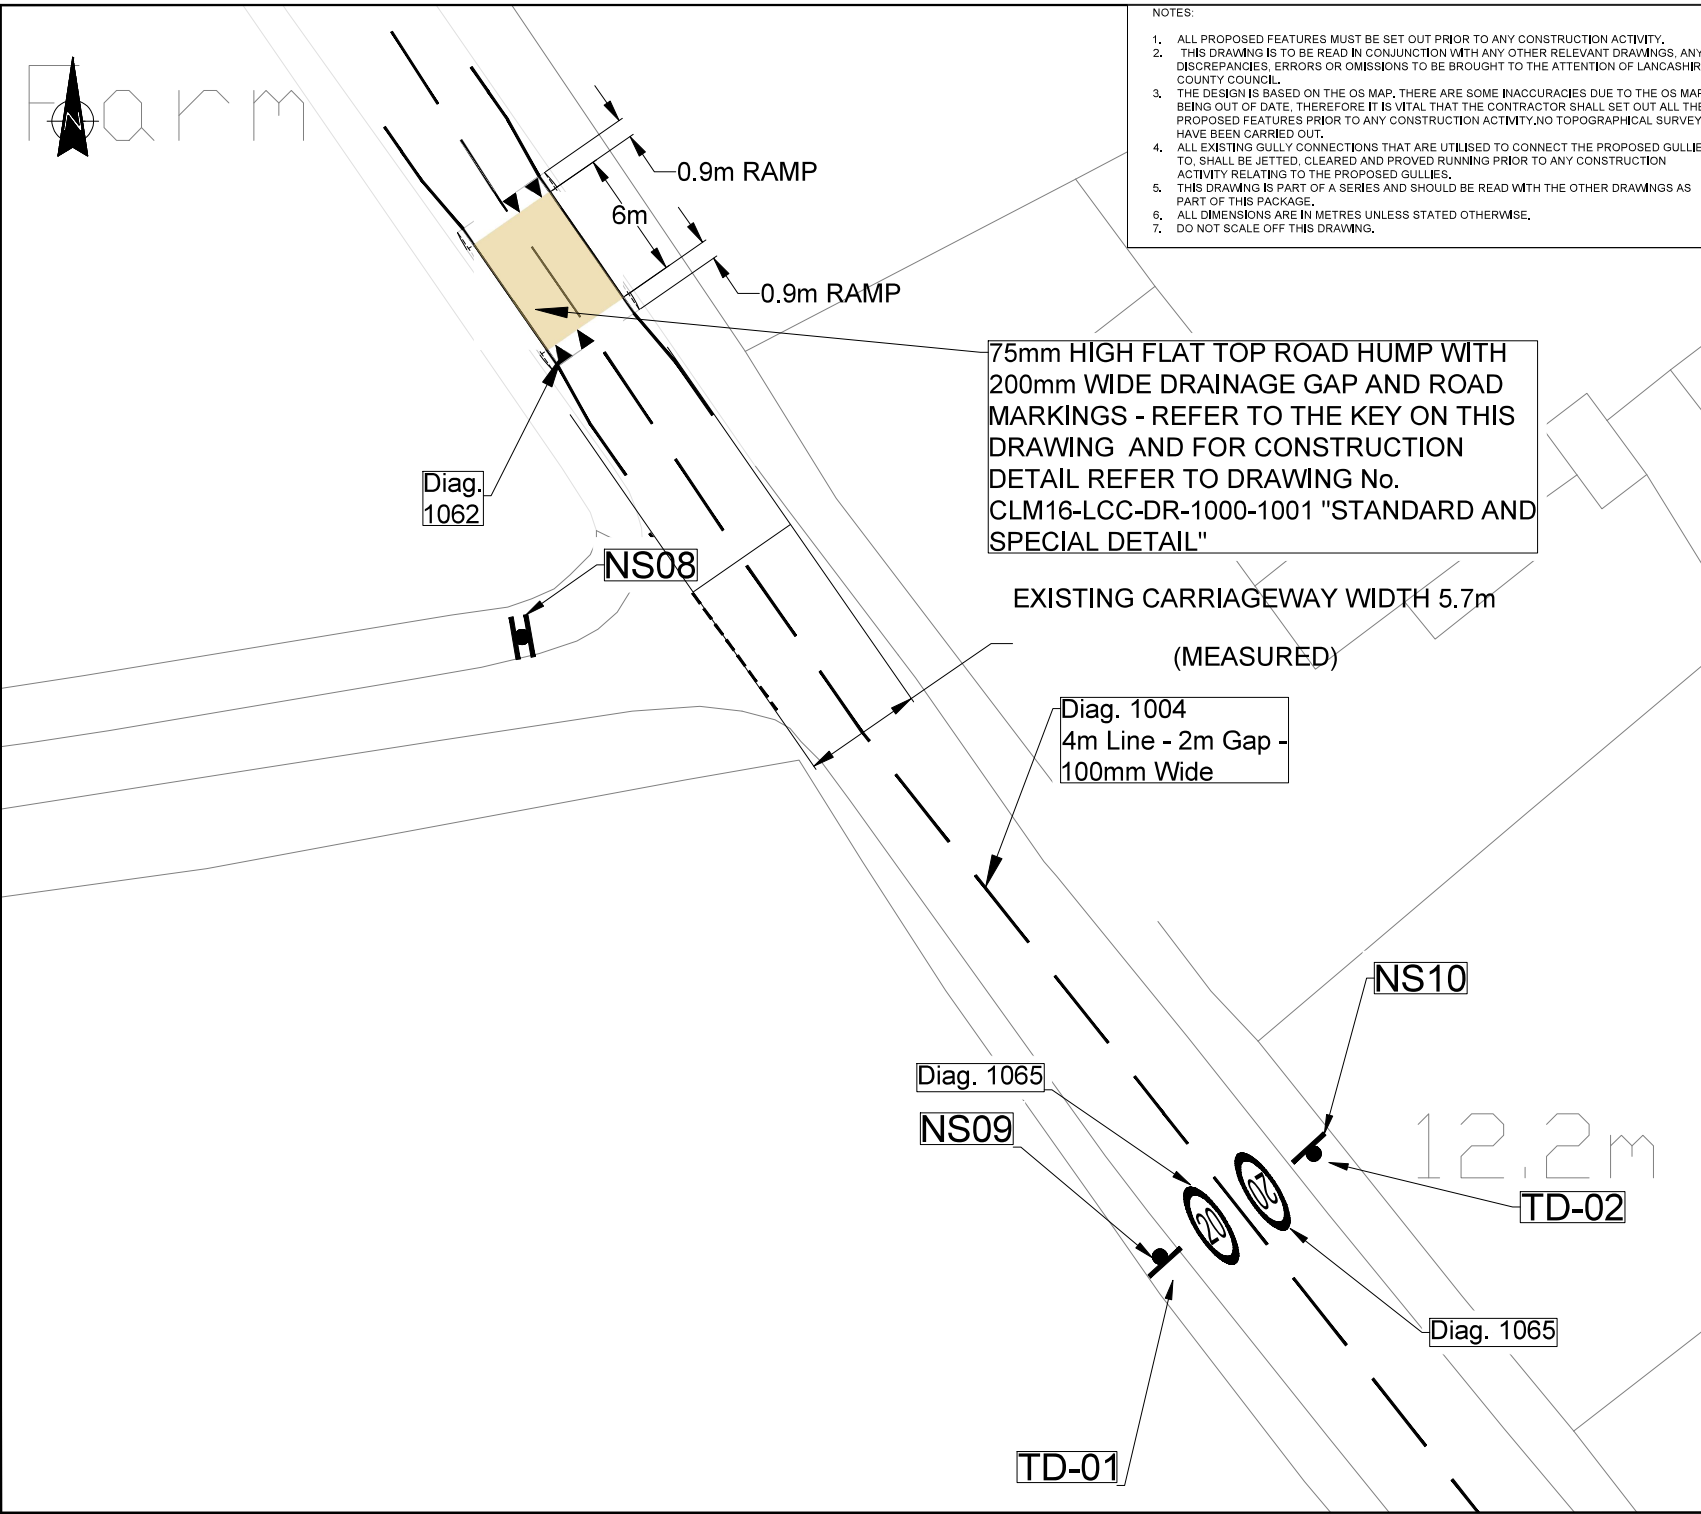 NOTES:
1. ALL PROPOSED FEATURES MUST BE SET OUT PRIOR TO ANY CONSTRUCTION ACTIVITY.
2. THIS DRAWING IS TO BE READ IN CONJUNCTION WITH ANY OTHER RELEVANT DRAWINGS, ANY
DISCREPANCIES, ERRORS OR OMISSIONS TO BE BROUGHT TO THE ATTENTION OF LANCASHIR
COUNTY COUNCIL.
3. THE DESIGN IS BASED ON THE OS MAP. THERE ARE SOME INACCURACIES DUE TO THE OS MAP
BEING OUT OF DATE, THEREFORE IT IS VITAL THAT THE CONTRACTOR SHALL SET OUT ALL THE
PROPOSED FEATURES PRIOR TO ANY CONSTRUCTION ACTIVITY.NO TOPOGRAPHICAL SURVEY
HAVE BEEN CARRIED OUT.
4. ALL EXISTING GULLY CONNECTIONS THAT ARE UTILISED TO CONNECT THE PROPOSED GULLIE
TO, SHALL BE JETTED, CLEARED AND PROVED RUNNING PRIOR TO ANY CONSTRUCTION
ACTIVITY RELATING TO THE PROPOSED GULLIES.
5. THIS DRAWING IS PART OF A SERIES AND SHOULD BE READ WITH THE OTHER DRAWINGS AS
PART OF THIS PACKAGE.
6. ALL DIMENSIONS ARE IN METRES UNLESS STATED OTHERWISE.
7. DO NOT SCALE OFF THIS DRAWING.
Farm
N
0.9m RAMP
6m
0.9m RAMP
75mm HIGH FLAT TOP ROAD HUMP WITH
200mm WIDE DRAINAGE GAP AND ROAD
MARKINGS - REFER TO THE KEY ON THIS
DRAWING AND FOR CONSTRUCTION
DETAIL REFER TO DRAWING No.
CLM16-LCC-DR-1000-1001 "STANDARD AND
SPECIAL DETAIL"
Diag.
1062
NS08
EXISTING CARRIAGEWAY WIDTH 5.7m
(MEASURED)
Diag. 1004
4m Line - 2m Gap -
100mm Wide
NS10
Diag. 1065
NS09
12.2m
20
20
TD-02
Diag. 1065
TD-01